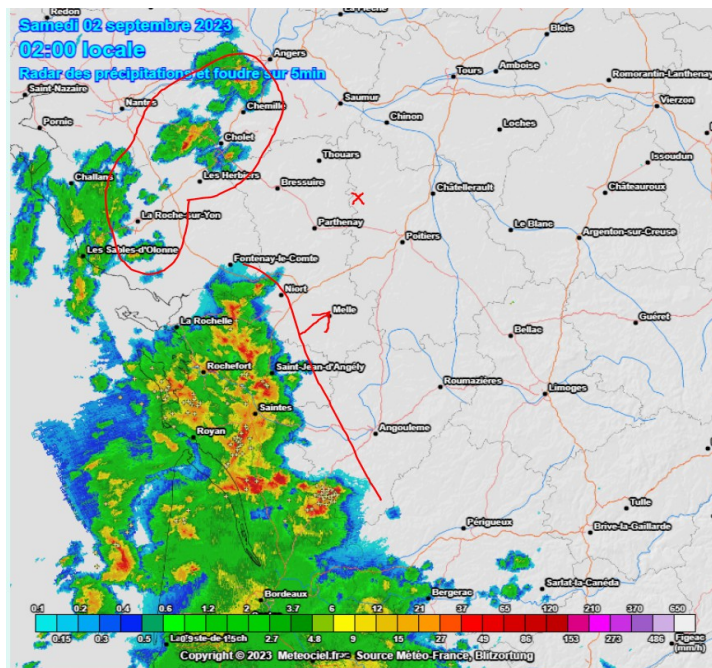 Redon
La Flèche
Samedi 02 septembre 2023
02:00 locale
Radar des précipitations et foudre sur 5min
Blois
Angers
Tours
Amboise
Romorantin-Lanthenay
Saint-Nazaire
Nantes
Chemillé
Saumur
Vierzon
Pornic
Chinon
Loches
Cholet
Thouars
Issoudun
Challans
Les Herbiers
Bressuire
Châtellerault
Châteauroux
La Roche-sur-Yon
Parthenay
Le Blanc
Argenton-sur-Creuse
Poitiers
Les Sables-d'Olonne
Fontenay-le-Comte
Niort
Melle
La Rochelle
Guéret
Bellac
Rochefort
Saint-Jean-d'Angély
Roumazières
Limoges
Saintes
Royan
Angouleme
Tulle
Périgueux
Brive-la-Gaillarde
Bordeaux
Bergerac
Sarlat-la-Canéda
0.1 0.2 0.3 0.4 0.6 1.2 2 3.7 6 12 20 37 65 120 210 370 650
0.15 0.3 0.5 0.9 1.5 2.7 4.8 9 15 27 49 86 153 273 486
Figeac
(mm/h)
Copyright © 2023 Meteociel.fr - Source Météo-France, Blitzortung